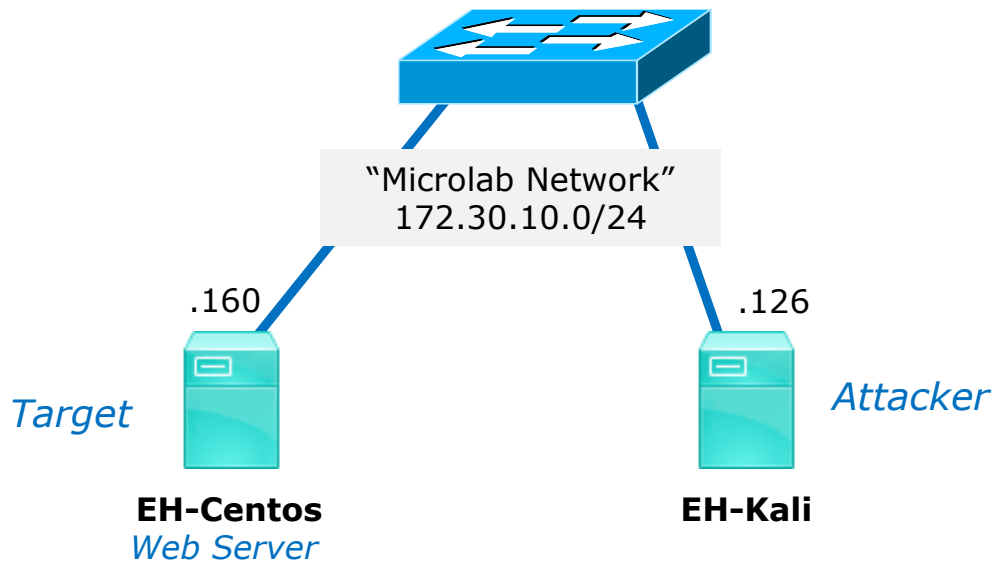 “Microlab Network”
172.30.10.0/24
.160
.126
Target
Attacker
EH-Centos
Web Server
EH-Kali